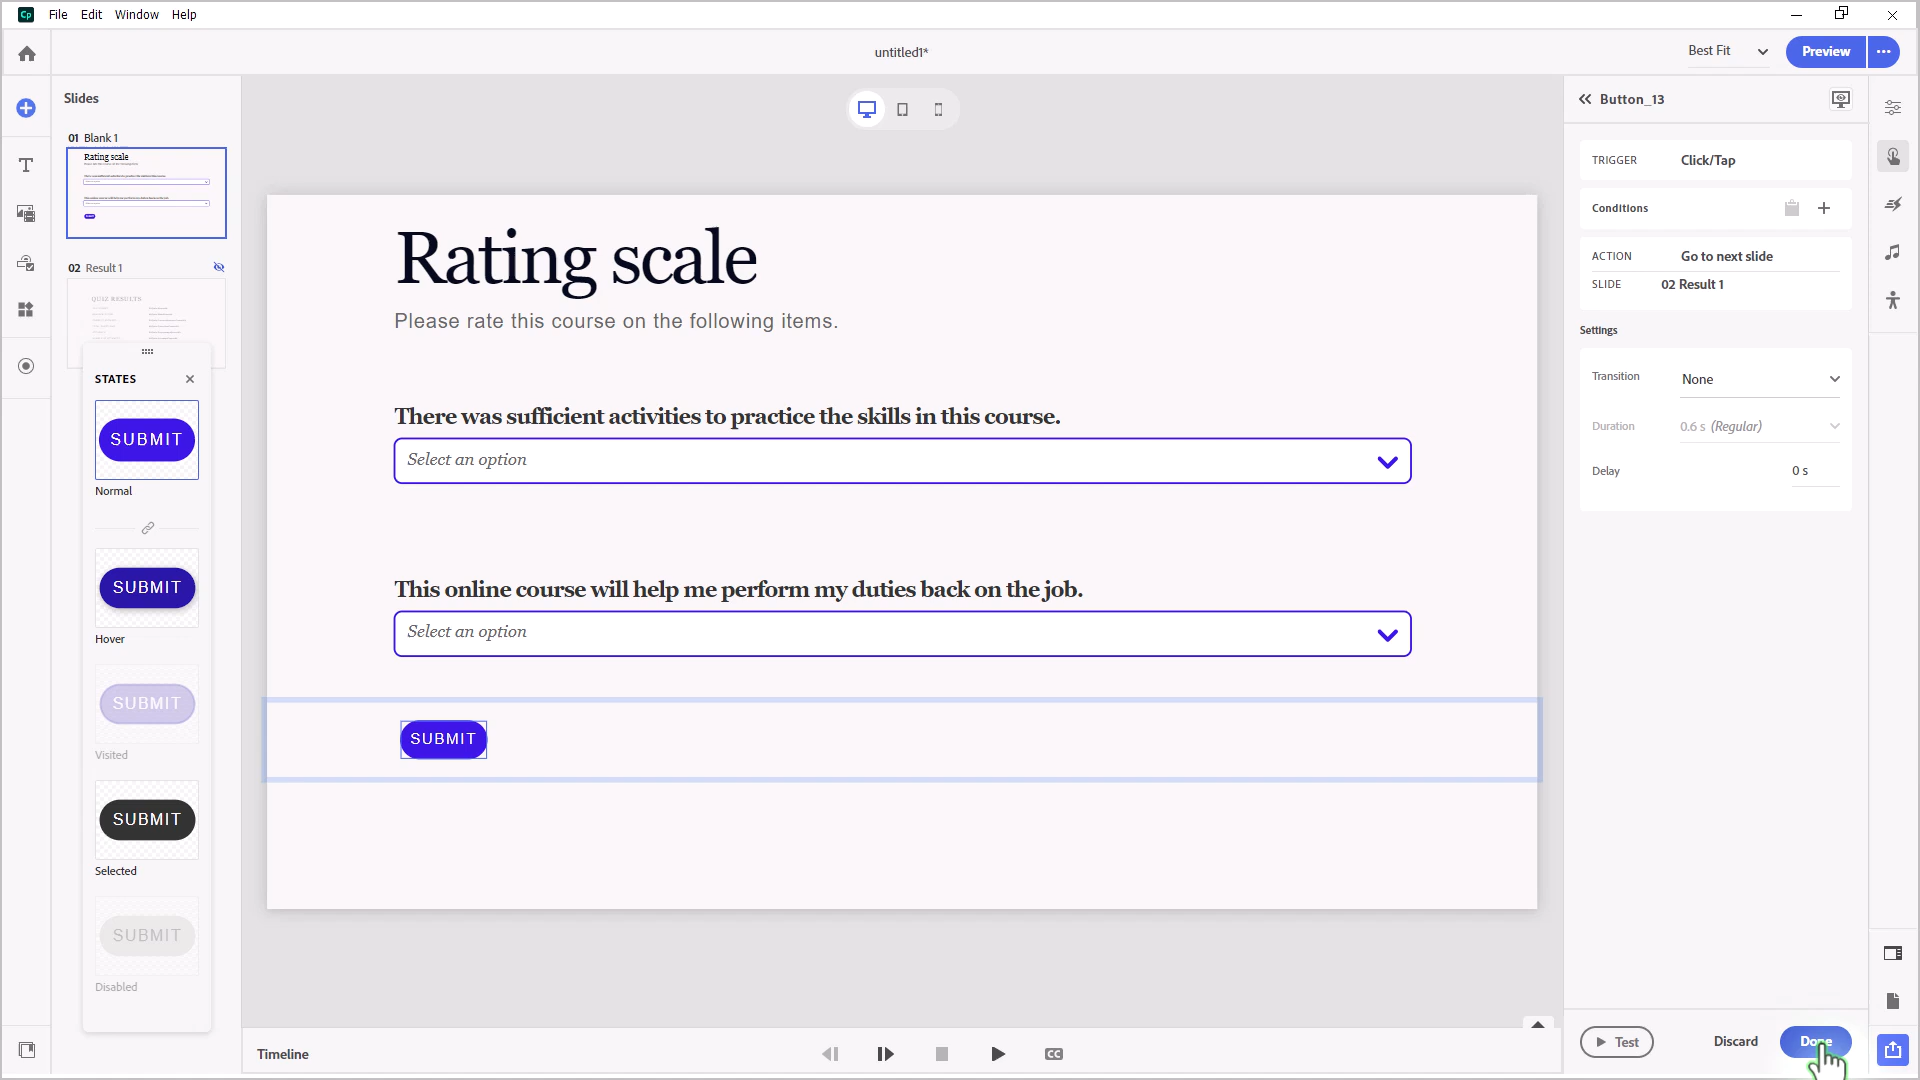 Cp File Edit Window Help
untitled1*
Best Fit
Preview
Slides
01 Blank 1
Rating scale
02 Result 1
QUIZ RESULTS
STATES
SUBMIT
Normal
SUBMIT
Hover
SUBMIT
Visited
SUBMIT
Selected
SUBMIT
Disabled
Rating scale
Please rate this course on the following items.
There was sufficient activities to practice the skills in this course.
Select an option
This online course will help me perform my duties back on the job.
Select an option
SUBMIT
Timeline
CC
Button_13
TRIGGER Click/Tap
Conditions
ACTION Go to next slide
SLIDE 02 Result 1
Settings
Transition None
Duration 0.6 s (Regular)
Delay 0 s
Test Discard Done